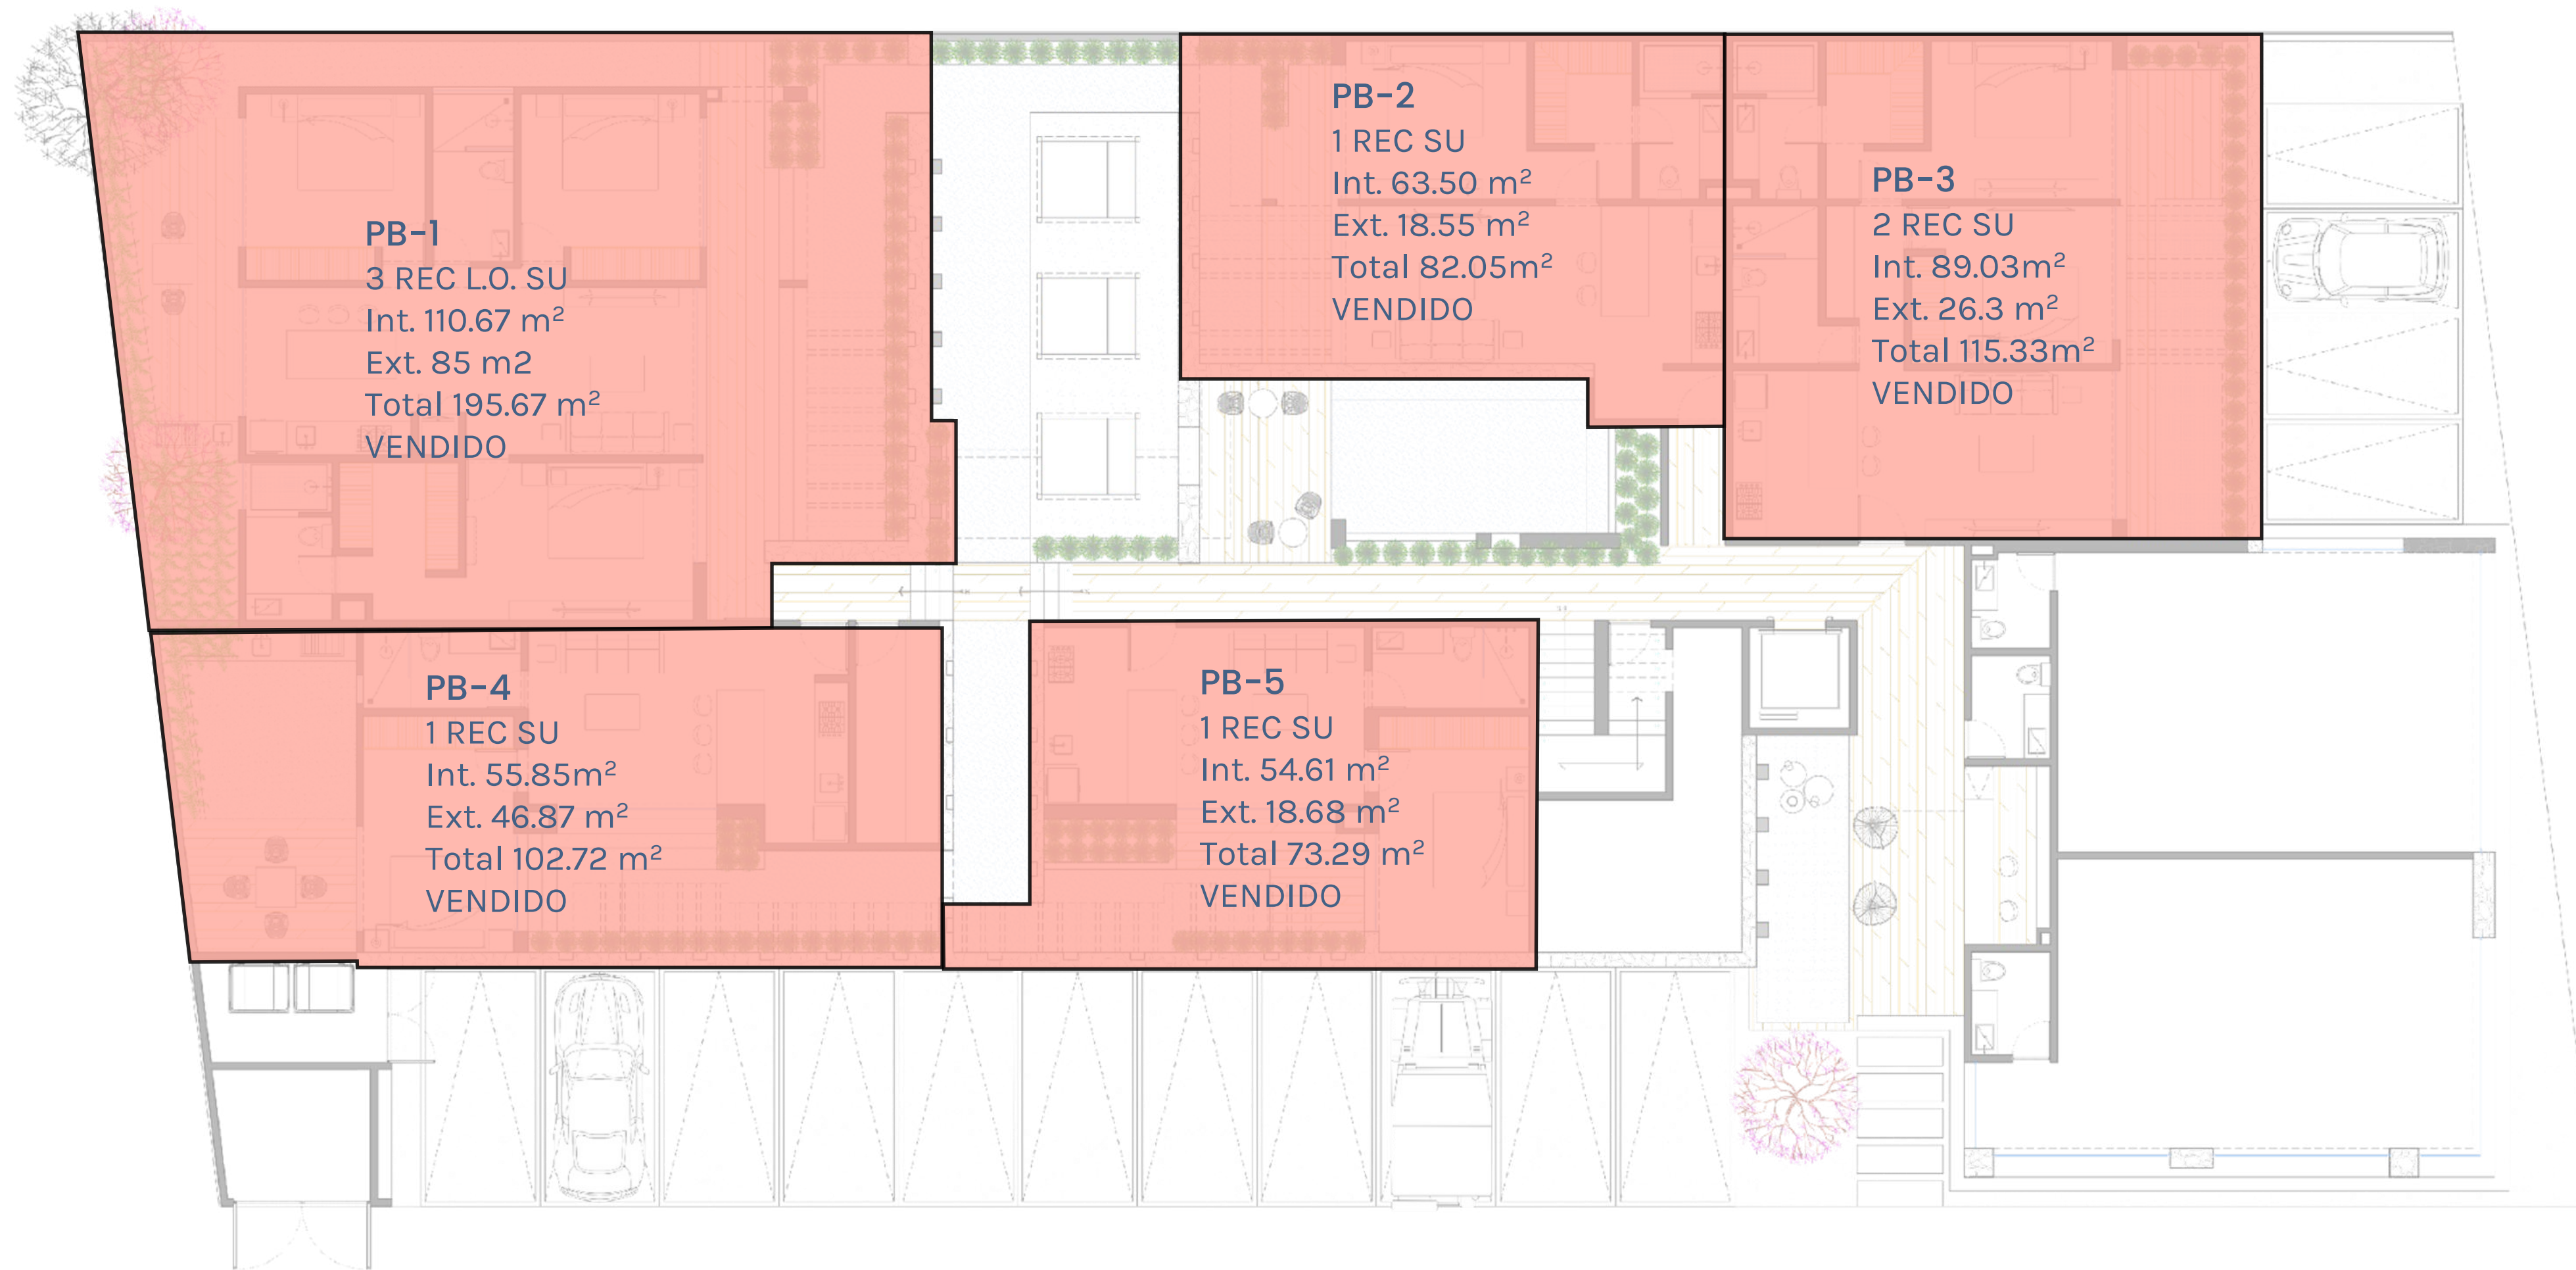 PB-1
3 REC L.O. SU
Int. 110.67 m²
Ext. 85 m2
Total 195.67 m²
VENDIDO
PB-2
1 REC SU
Int. 63.50 m²
Ext. 18.55 m²
Total 82.05m²
VENDIDO
PB-3
2 REC SU
Int. 89.03m²
Ext. 26.3 m²
Total 115.33m²
VENDIDO
PB-4
1 REC SU
Int. 55.85m²
Ext. 46.87 m²
Total 102.72 m²
VENDIDO
PB-5
1 REC SU
Int. 54.61 m²
Ext. 18.68 m²
Total 73.29 m²
VENDIDO